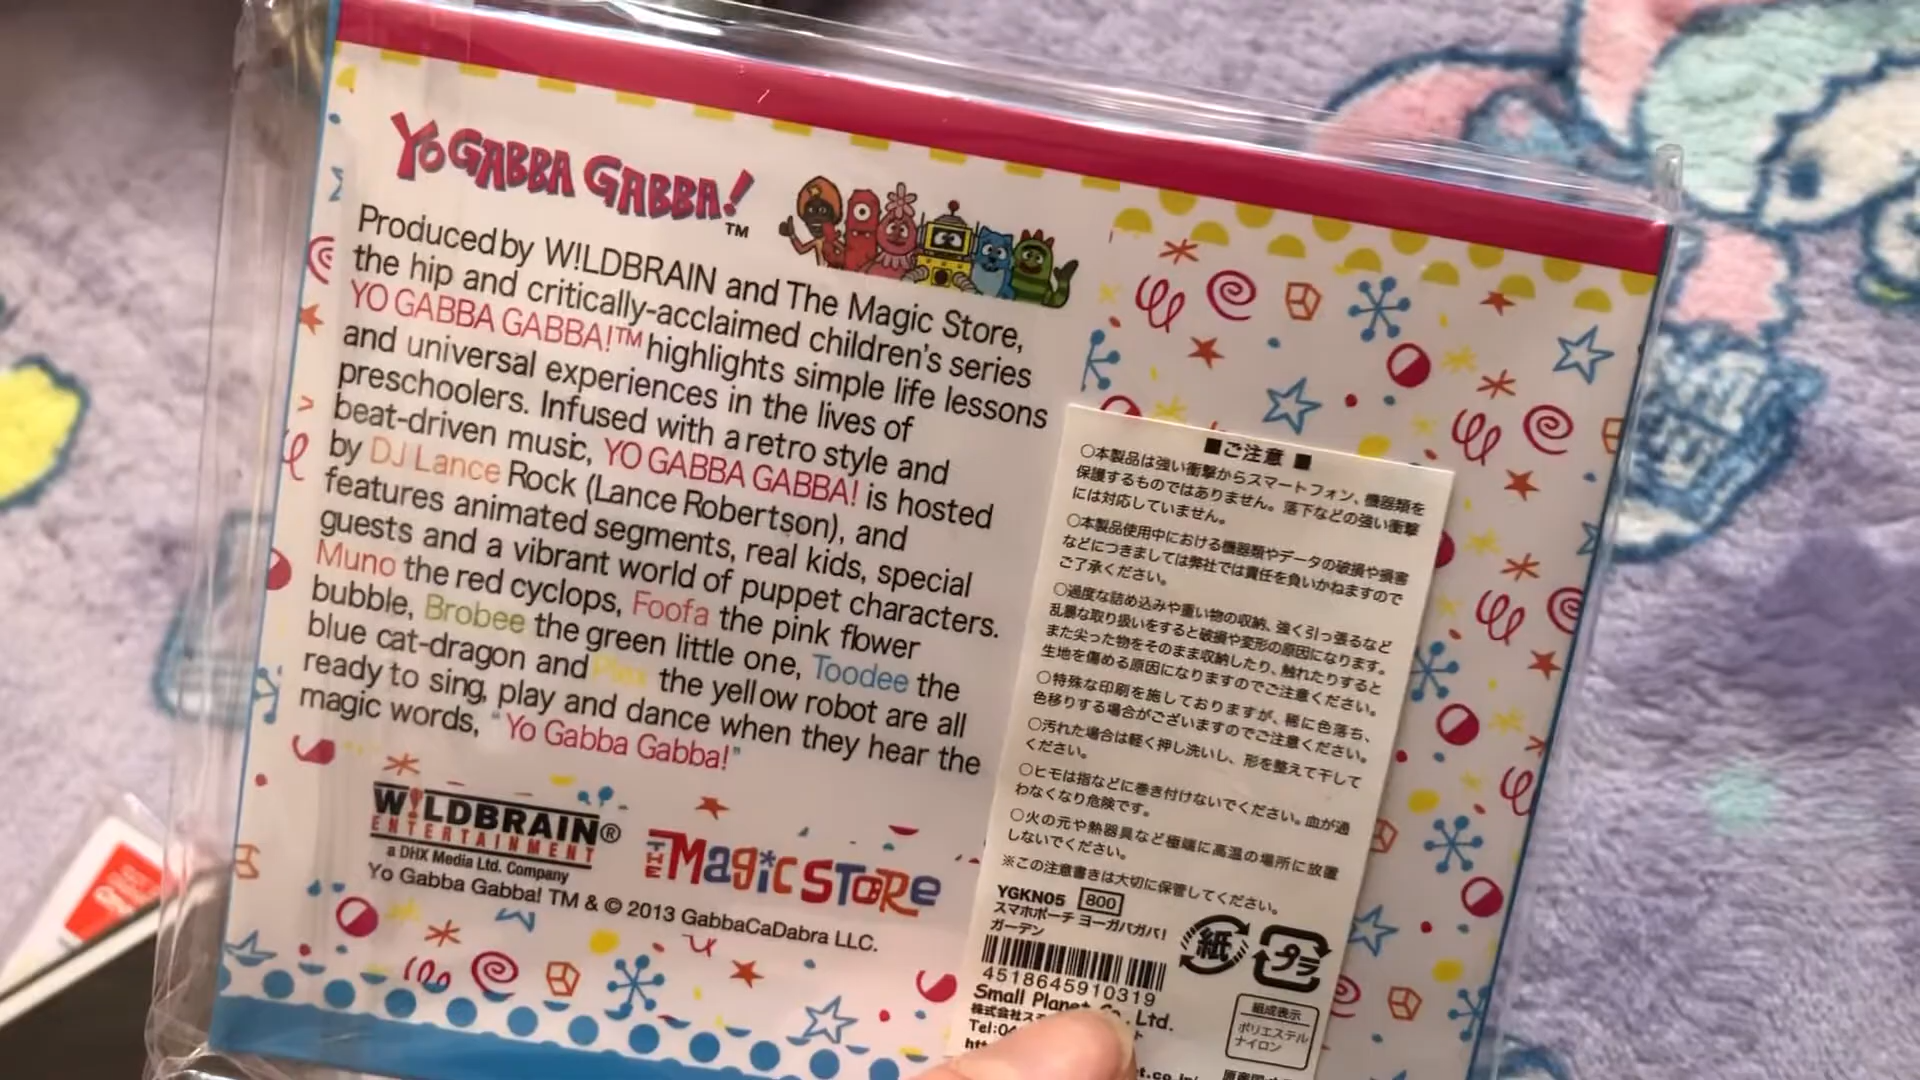 YO GABBA GABBA!
TM
Produced by W!LDBRAIN and The Magic Store,
the hip and critically-acclaimed children's series
YO GABBA GABBA!™ highlights simple life lessons
and universal experiences in the lives of
preschoolers. Infused with a retro style and
beat-driven music, YO GABBA GABBA! is hosted
by DJ Lance Rock (Lance Robertson), and
features animated segments, real kids, special
guests and a vibrant world of puppet characters.
Muno the red cyclops, Foofa the pink flower
bubble, Brobee the green little one, Toodee the
blue cat-dragon and Plex the yellow robot are all
ready to sing, play and dance when they hear the
magic words, "Yo Gabba Gabba!"
W!LDBRAIN®
ENTERTAINMENT
a DHX Media Ltd. Company
THE Magic STORE
Yo Gabba Gabba! TM & © 2013 GabbaCaDabra LLC.
■ご注意 ■
○本製品は強い衝撃からスマートフォン、機器類を
保護するものではありません。落下などの強い衝撃
には対応していません。
○本製品使用中における機器類やデータの破損や損害
などにつきましては弊社では責任を負いかねますので
ご了承ください。
○過度な詰め込みや重い物の収納、強く引っ張るなど
乱暴な取り扱いをすると破損や変形の原因になります。
また尖った物をそのまま収納したり、触れたりすると
生地を傷める原因になりますのでご注意ください。
○特殊な印刷を施しておりますが、稀に色落ち、
色移りする場合がございますのでご注意ください。
○汚れた場合は軽く押し洗いし、形を整えて干して
ください。
○ヒモは指などに巻き付けないでください。血が通
わなくなり危険です。
○火の元や熱器具など極端に高温の場所に放置
しないでください。
※この注意書きは大切に保管してください。
YGKN05 800
スマホポーチ ヨーガバガバ!
ガーデン
紙
プラ
4518645910319
Small Planet Co., Ltd.
株式会社ス
Tel:04
組成表示
ポリエステル
ナイロン